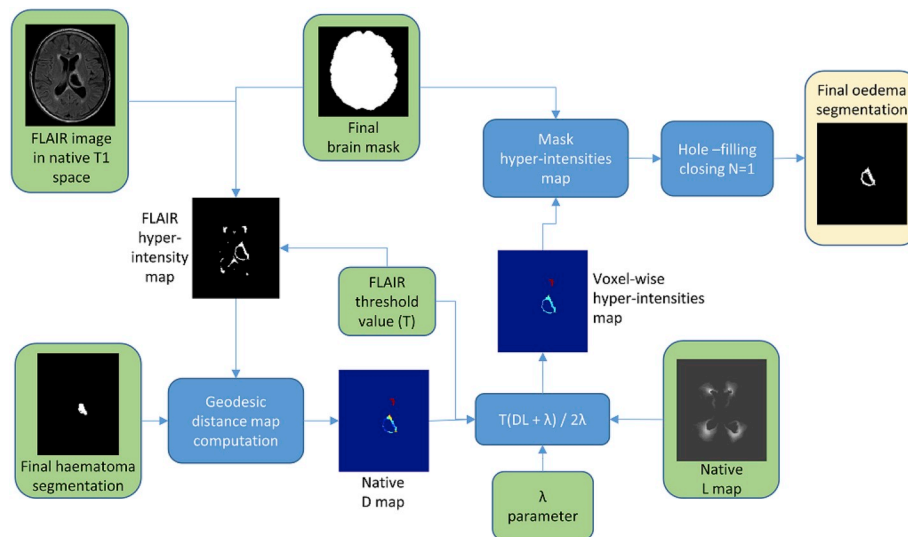 FLAIR image
in native T1
space
Final
brain mask
Mask
hyper-intensities
map
Hole –filling
closing N=1
Final oedema
segmentation
FLAIR
hyper-
intensity
map
FLAIR
threshold
value (T)
Voxel-wise
hyper-intensities
map
Final haematoma
segmentation
Geodesic
distance map
computation
Native
D map
T(DL + λ) / 2λ
λ
parameter
Native
L map